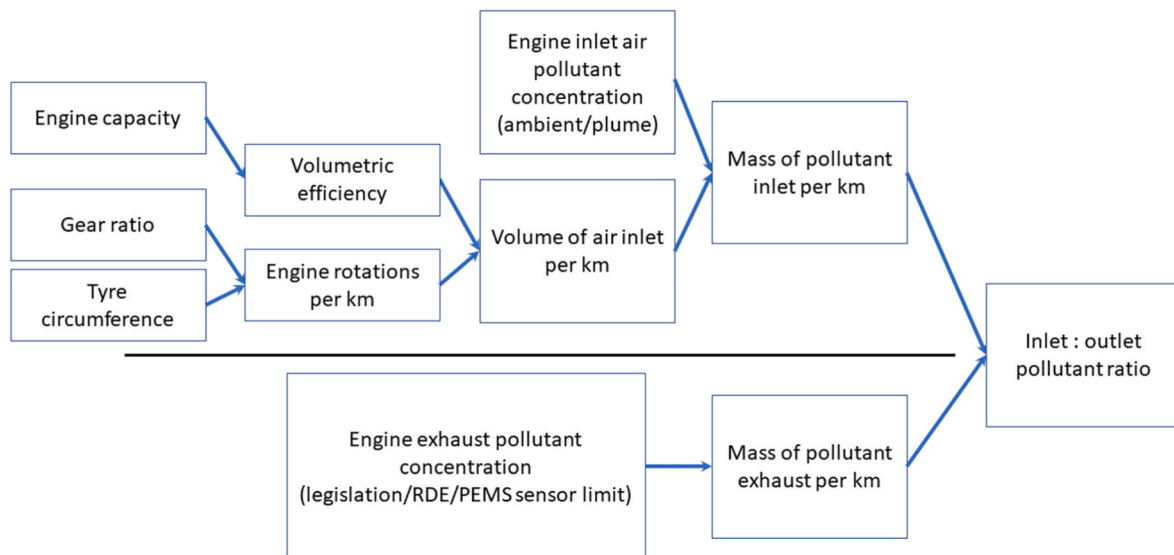 Engine inlet air
pollutant
concentration
(ambient/plume)
Engine capacity
Volumetric
efficiency
Mass of pollutant
inlet per km
Gear ratio
Volume of air inlet
per km
Tyre
circumference
Engine rotations
per km
Inlet : outlet
pollutant ratio
Engine exhaust pollutant
concentration
(legislation/RDE/PEMS sensor limit)
Mass of pollutant
exhaust per km